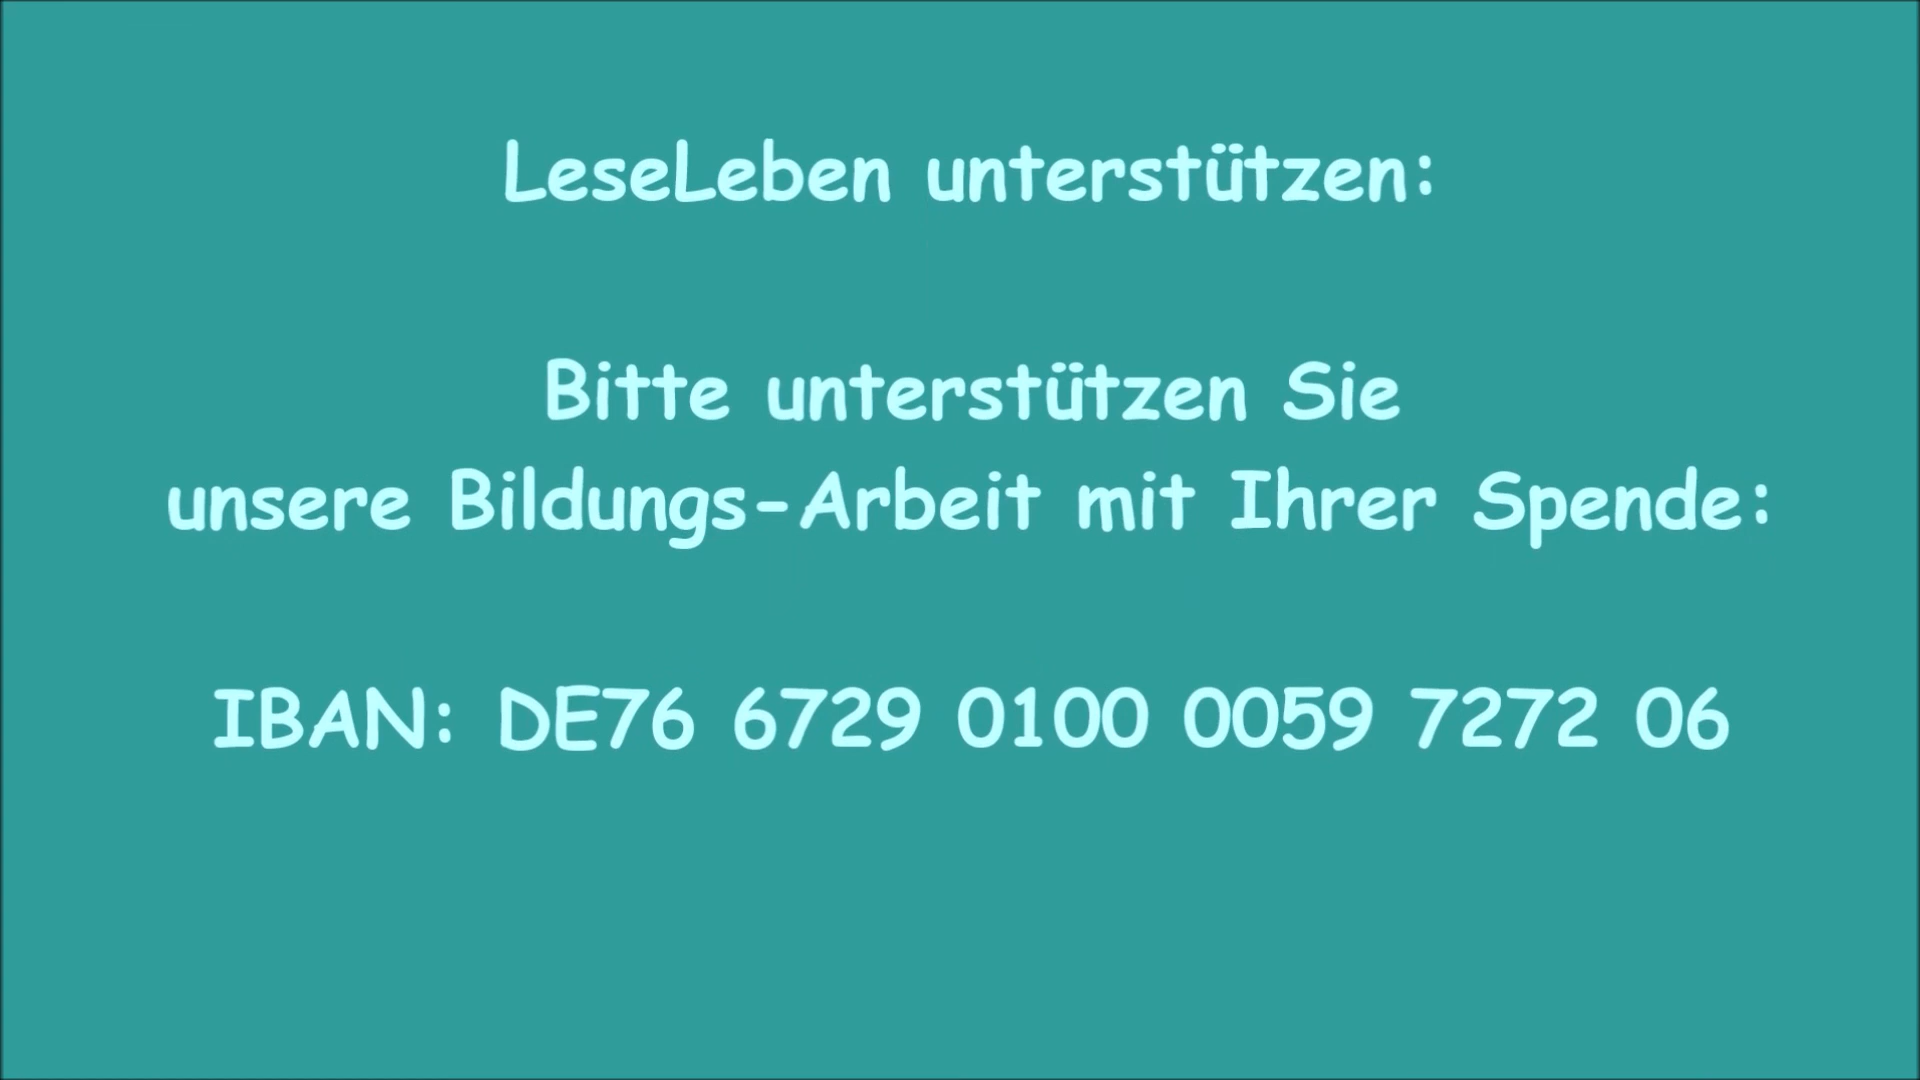 LeseLeben unterstützen:
Bitte unterstützen Sie
unsere Bildungs-Arbeit mit Ihrer Spende:
IBAN: DE76 6729 0100 0059 7272 06